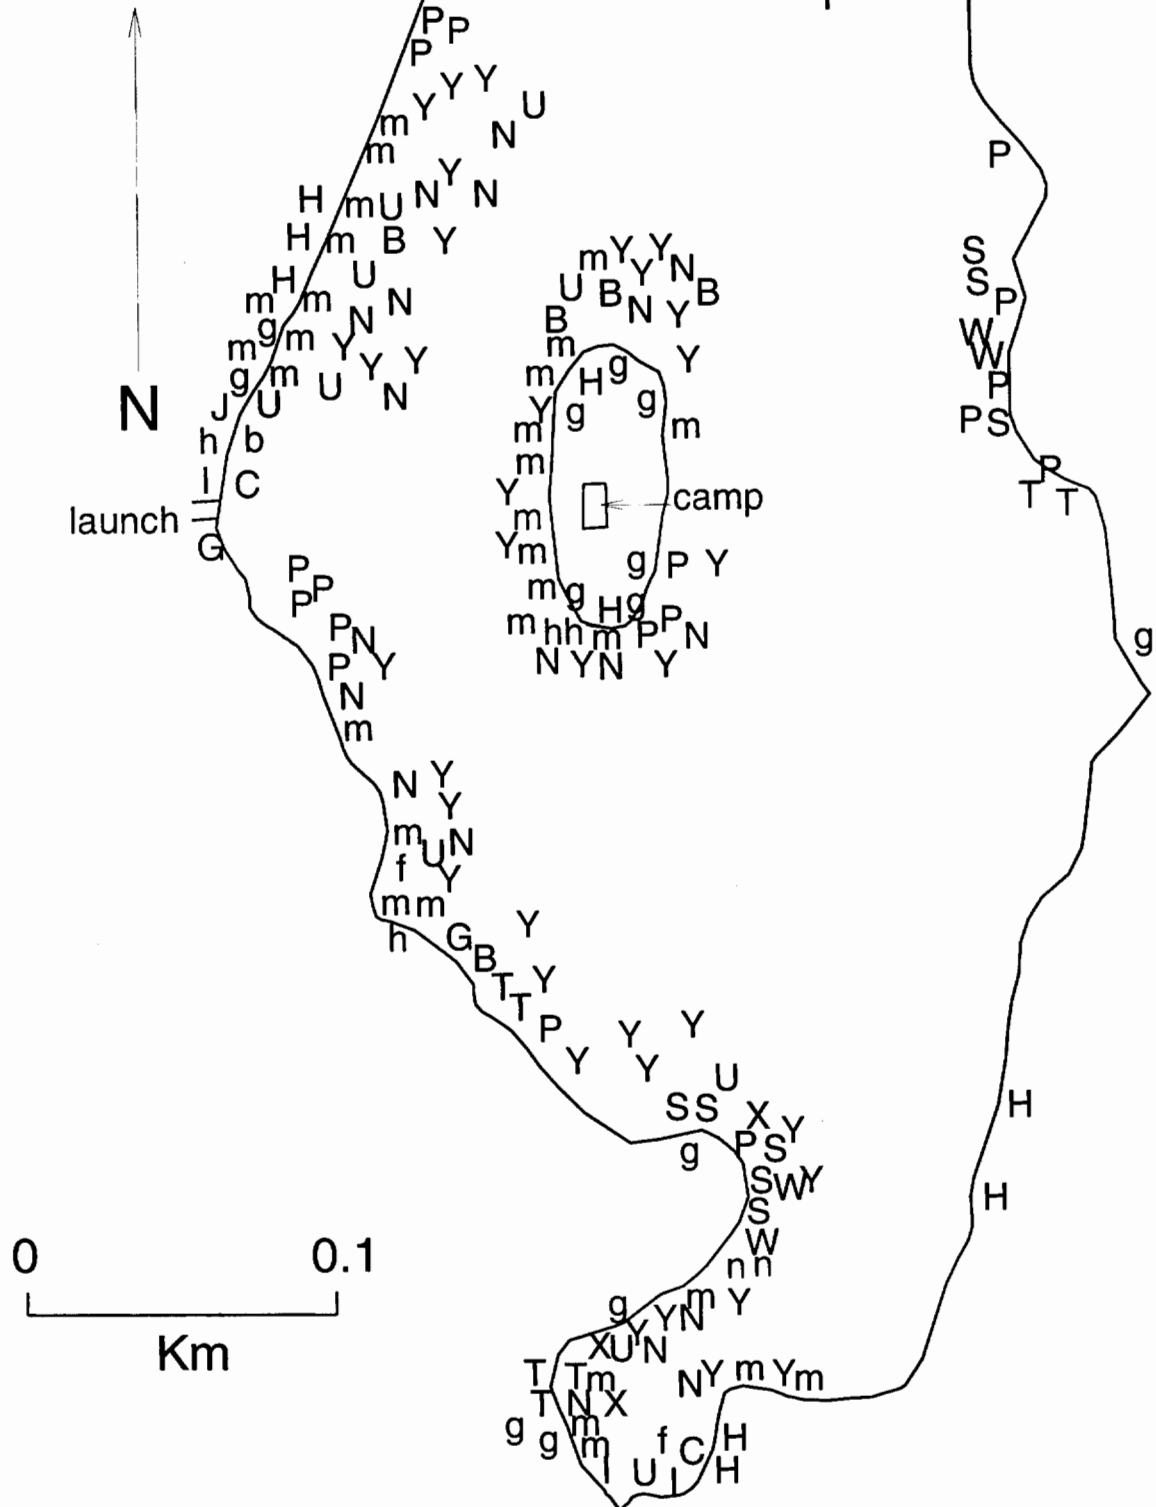 P P
P
Y Y Y U
m N
m
Y
H m U N N
H m B Y
H U
m m N
g m N
m Y Y Y
g m U N
J U
h b
I C
launch
G
N
m Y Y
Y N
U B N Y B
B
m Y
m H g
Y g g
m m
m
Y camp
m
Y m g P Y
m g H g
m h h m P P N
N Y N Y
P
S
S P
W
W
P
P S
P
T T
g
P P
P
P N
P Y
N
m
N Y
Y
m U N
f Y
m m
h G B Y
T Y
T
P Y Y
Y Y
U
S S X Y
g P S
S W Y
S
W
n n
H
H
0 0.1
Km
g m Y
Y N
X U Y N
T T m N Y m Y m
T N X
g m
g m f C H
I U I H